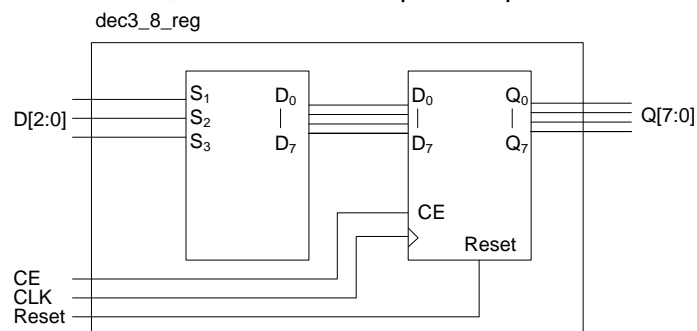 dec3_8_reg
D[2:0]
S1
S2
S3
D0
D7
D0
D7
CE
Reset
Q0
Q7
Q[7:0]
CE
CLK
Reset